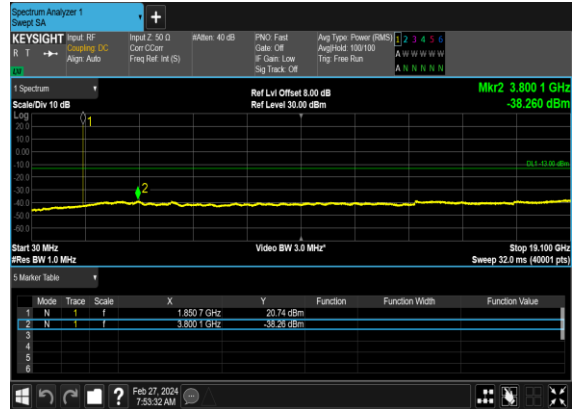 Spectrum Analyzer 1
Swept SA
+
KEYSIGHT Input: RF Input Z: 50 Ω #Atten: 40 dB PNO: Fast Avg Type: Power (RMS) 1 2 3 4 5 6
R T Coupling: DC Corr CCorr Gate: Off Avg|Hold: 100/100 A W W W W W
Align: Auto Freq Ref: Int (S) IF Gain: Low Trig: Free Run
Sig Track: Off A N N N N N
1 Spectrum Ref Lvl Offset 8.00 dB Mkr2 3.800 1 GHz
Scale/Div 10 dB Ref Level 30.00 dBm -38.260 dBm
Log
20.0
10.0
0.00
-10.0
-20.0
-30.0
-40.0
-50.0
-60.0
1
DL1 -13.00 dBm
2
Start 30 MHz Video BW 3.0 MHz* Stop 19.100 GHz
#Res BW 1.0 MHz Sweep 32.0 ms (40001 pts)
5 Marker Table
Mode Trace Scale X Y Function Function Width Function Value
1 N 1 f 1.850 7 GHz 20.74 dBm
2 N 1 f 3.800 1 GHz -38.26 dBm
3
4
5
6
? Feb 27, 2024
7:53:32 AM